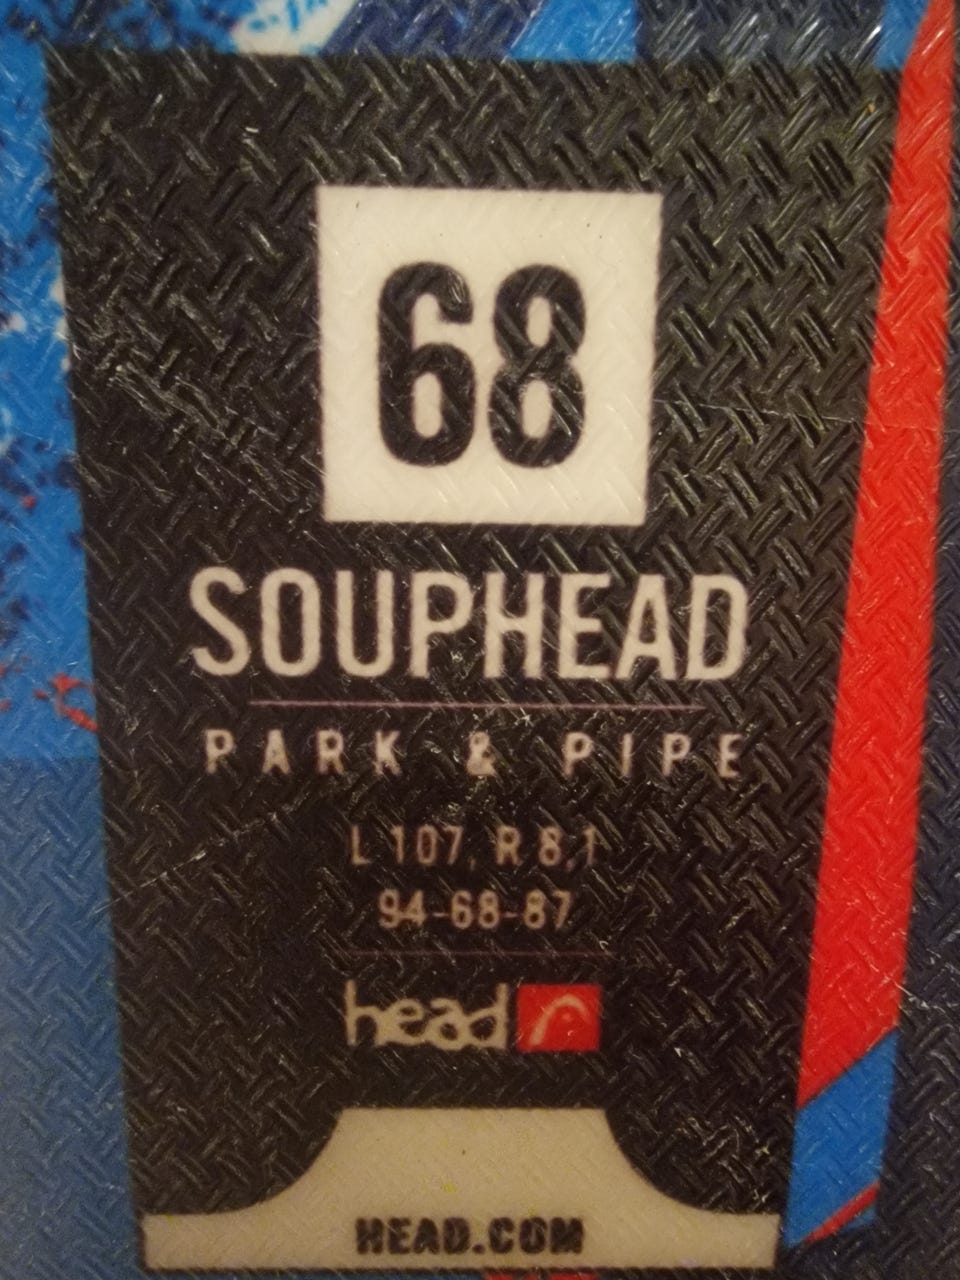 68
SOUPHEAD
PARK & PIPE
L 107, R 8,1
94-68-87
head
HEAD.COM